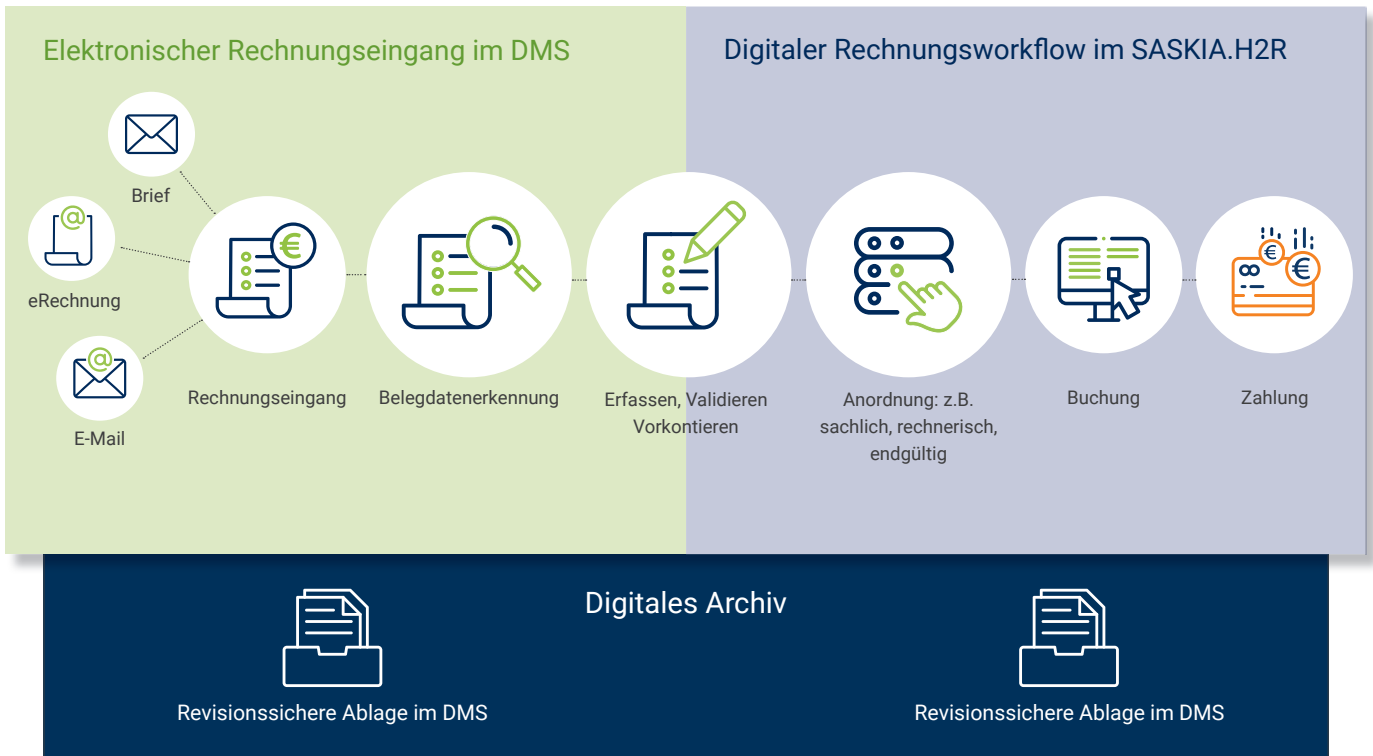 Elektronischer Rechnungseingang im DMS
Digitaler Rechnungsworkflow im SASKIA.H2R
Brief
eRechnung
E-Mail
Rechnungseingang
Belegdatenerkennung
Erfassen, Validieren
Vorkontieren
Anordnung: z.B.
sachlich, rechnerisch,
endgültig
Buchung
Zahlung
Digitales Archiv
Revisionssichere Ablage im DMS
Revisionssichere Ablage im DMS